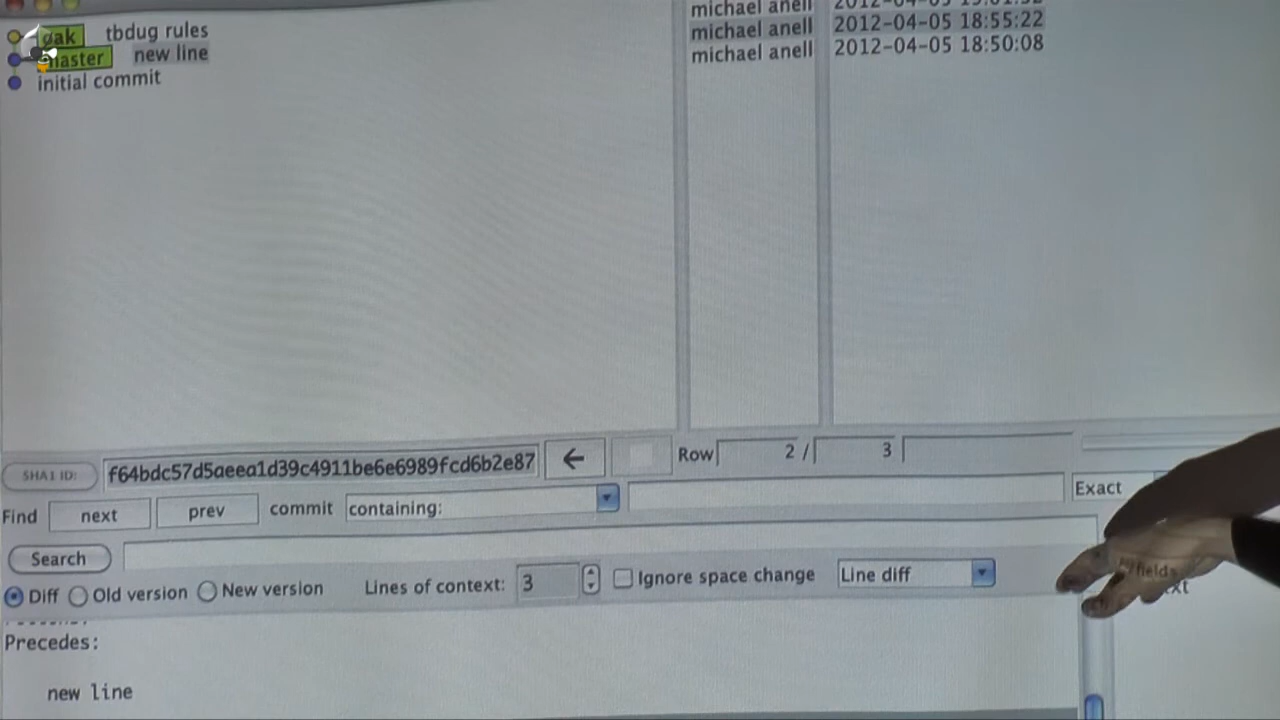 tbdug rules
master new line
initial commit
michael anell
michael anell 2012-04-05 18:55:22
michael anell 2012-04-05 18:50:08
SHA1 ID: f64bdc57d5aeea1d39c4911be6e6989fcd6b2e87 Row 2 / 3
Find next prev commit containing: Exact
Search
Diff Old version New version Lines of context: 3 Ignore space change Line diff
Precedes:
new line